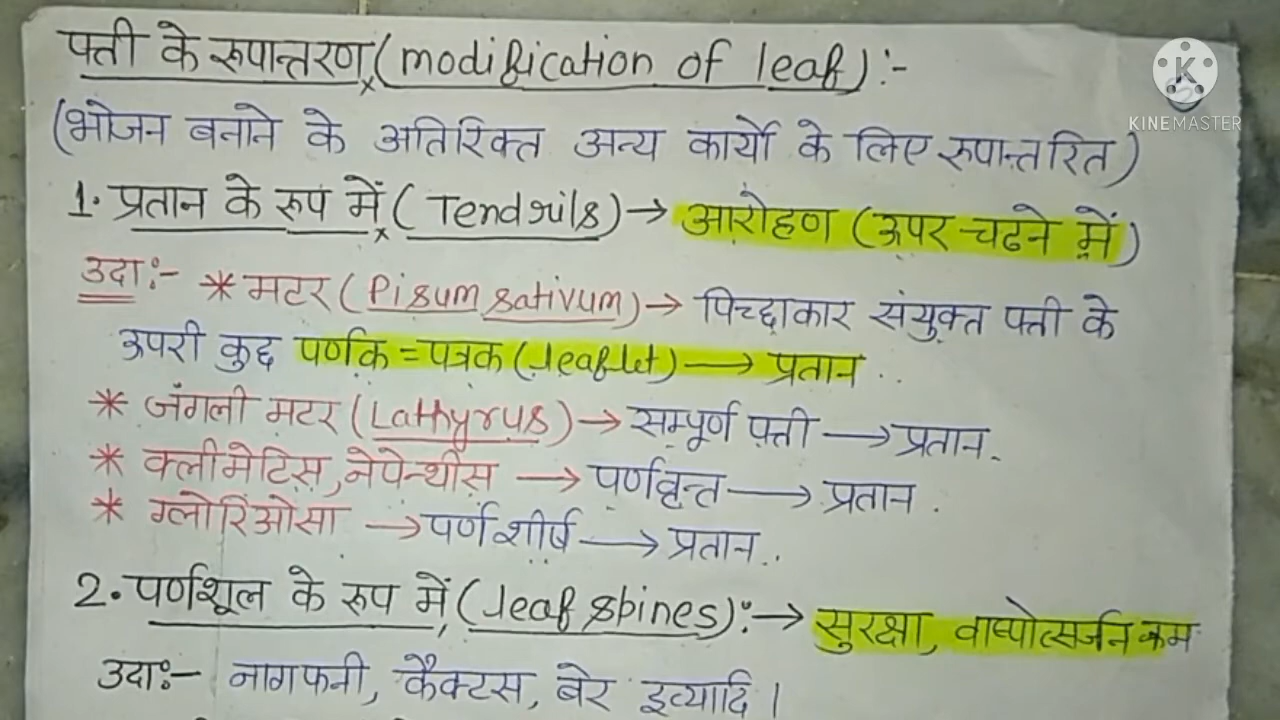 पत्ती के रूपान्तरण (modification of leaf) :-
K
KINEMASTER
(भोजन बनाने के अतिरिक्त अन्य कार्यो के लिए रूपान्तरित)
1. प्रतान के रूप में (Tendrils) → आरोहण (ऊपर चढने में)
उदा :- * मटर (Pisum sativum) → पिच्छाकार संयुक्त पत्ती के
ऊपरी कुछ पर्णक = पत्रक (leaflet) → प्रतान ..
* जंगली मटर (Lathyrus) → सम्पूर्ण पत्ती → प्रतान.
* क्लीमेटिस, नेपेन्थीस → पर्णवृन्त → प्रतान .
* ग्लोरिओसा → पर्ण शीर्ष → प्रतान ..
2. पर्णशूल के रूप में, (leaf spines) :→ सुरक्षा, वाष्पोत्सर्जन कम
उदा :- नागफनी, कैक्टस, बेर इत्यादि ।